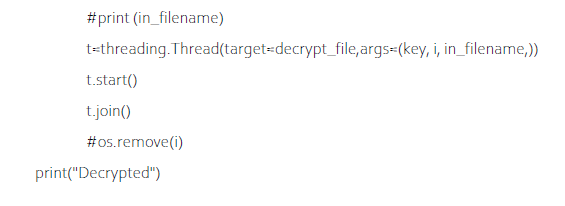 #print (in_filename)
t=threading.Thread(target=decrypt_file,args=(key, i, in_filename,))
t.start()
t.join()
#os.remove(i)
print("Decrypted")